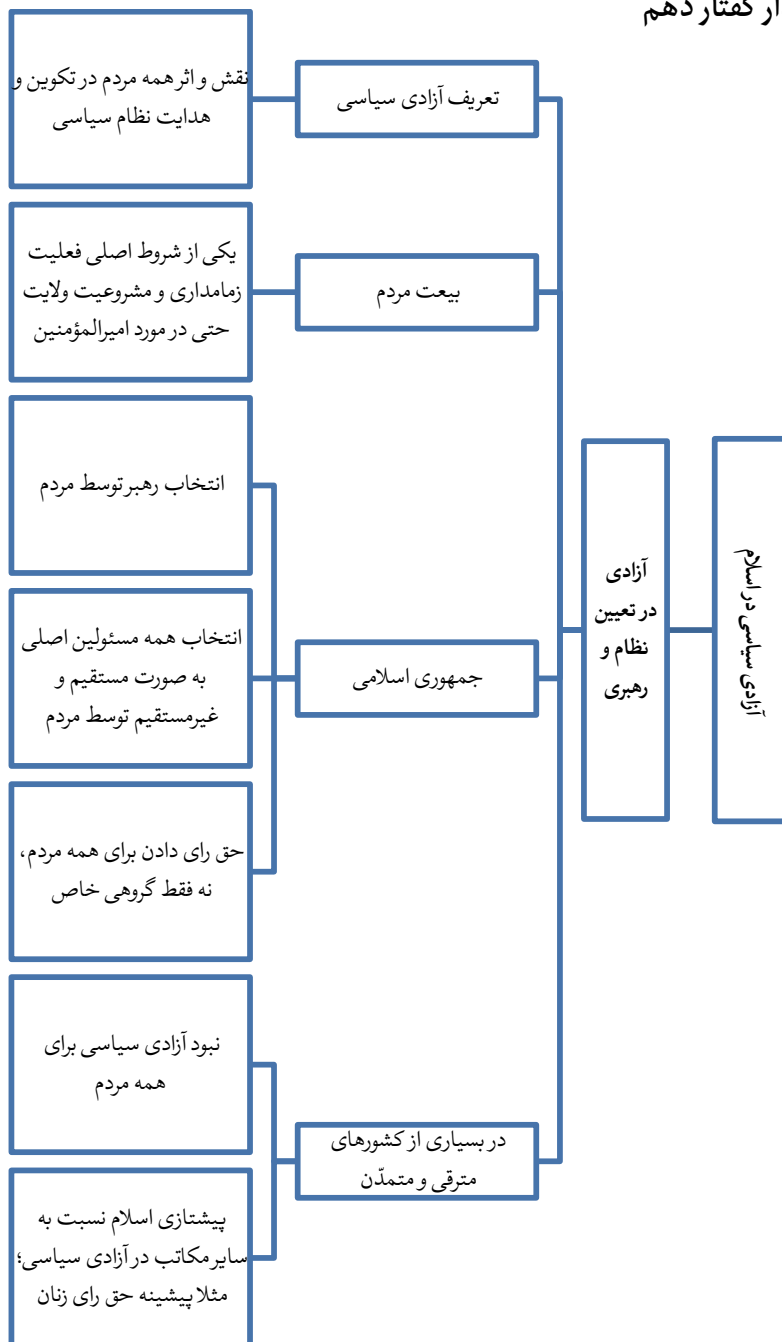 ار گفتار دهم
آزادی سیاسی در اسلام
آزادی
در تعیین
نظام و
رهبری
تعریف آزادی سیاسی
نقش و اثر همه مردم در تکوین و
هدایت نظام سیاسی
بیعت مردم
یکی از شروط اصلی فعلیت
زمامداری و مشروعیت ولایت
حتی در مورد امیرالمؤمنین
جمهوری اسلامی
انتخاب رهبر توسط مردم
انتخاب همه مسئولین اصلی
به صورت مستقیم و
غیرمستقیم توسط مردم
حق رای دادن برای همه مردم،
نه فقط گروهی خاص
در بسیاری از کشورهای
مترقی و متمدّن
نبود آزادی سیاسی برای
همه مردم
پیشتازی اسلام نسبت به
سایر مکاتب در آزادی سیاسی؛
مثلا پیشینه حق رای زنان